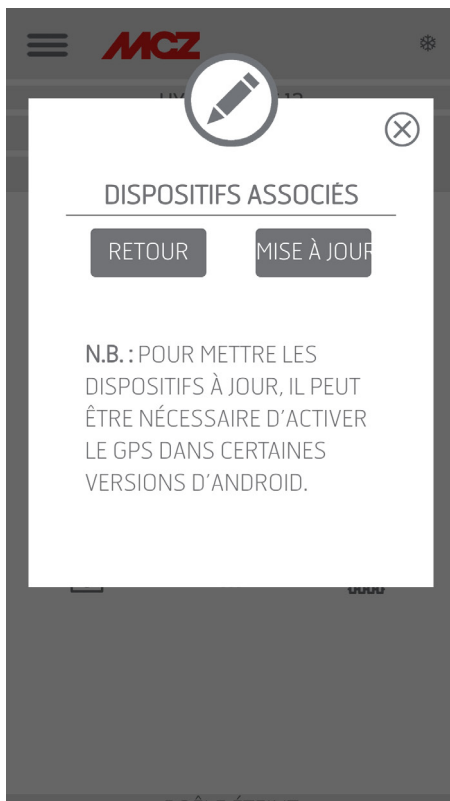 MCZ
DISPOSITIFS ASSOCIÉS
RETOUR
MISE À JOUR
N.B. : POUR METTRE LES
DISPOSITIFS À JOUR, IL PEUT
ÊTRE NÉCESSAIRE D'ACTIVER
LE GPS DANS CERTAINES
VERSIONS D'ANDROID.